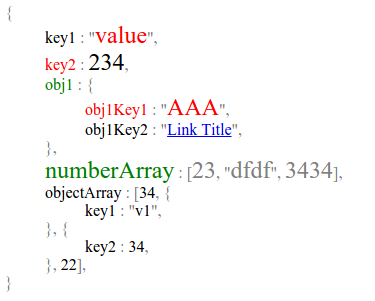 {
key1 : "value",
key2 : 234,
obj1 : {
obj1Key1 : "AAA",
obj1Key2 : "Link Title",
},
numberArray : [23, "dfdf", 3434],
objectArray : [34, {
key1 : "v1",
}, {
key2 : 34,
}, 22],
}